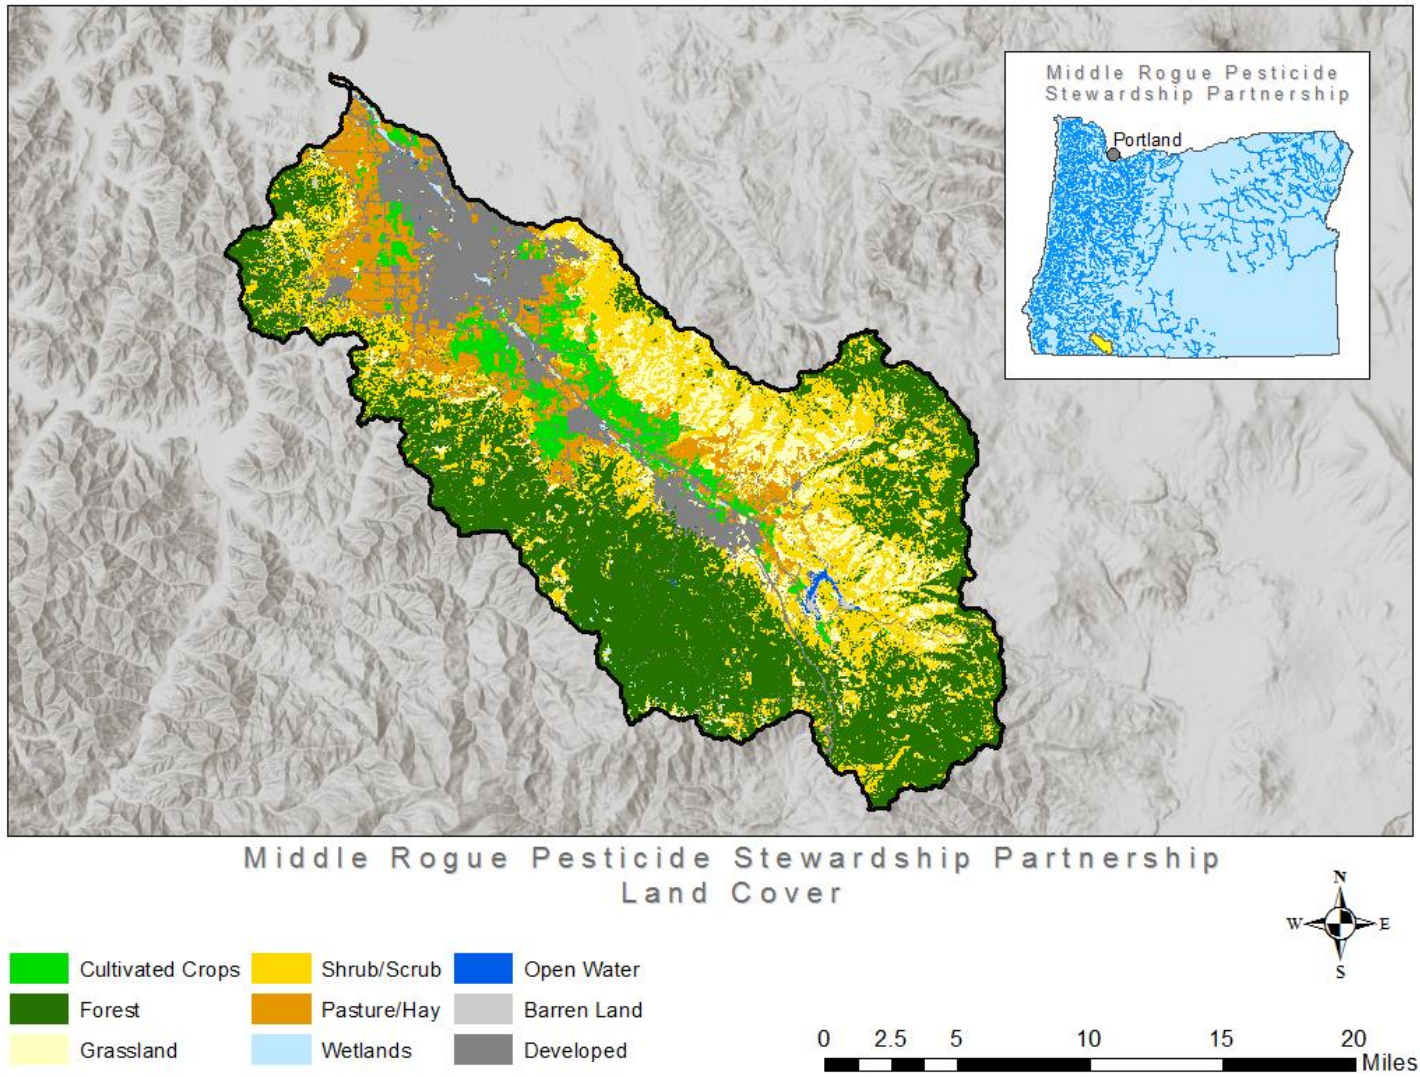 Middle Rogue Pesticide
Stewardship Partnership
Portland
Middle Rogue Pesticide Stewardship Partnership
Land Cover
N
W E
S
Cultivated Crops Shrub/Scrub Open Water
Forest Pasture/Hay Barren Land
Grassland Wetlands Developed
0 2.5 5 10 15 20
Miles